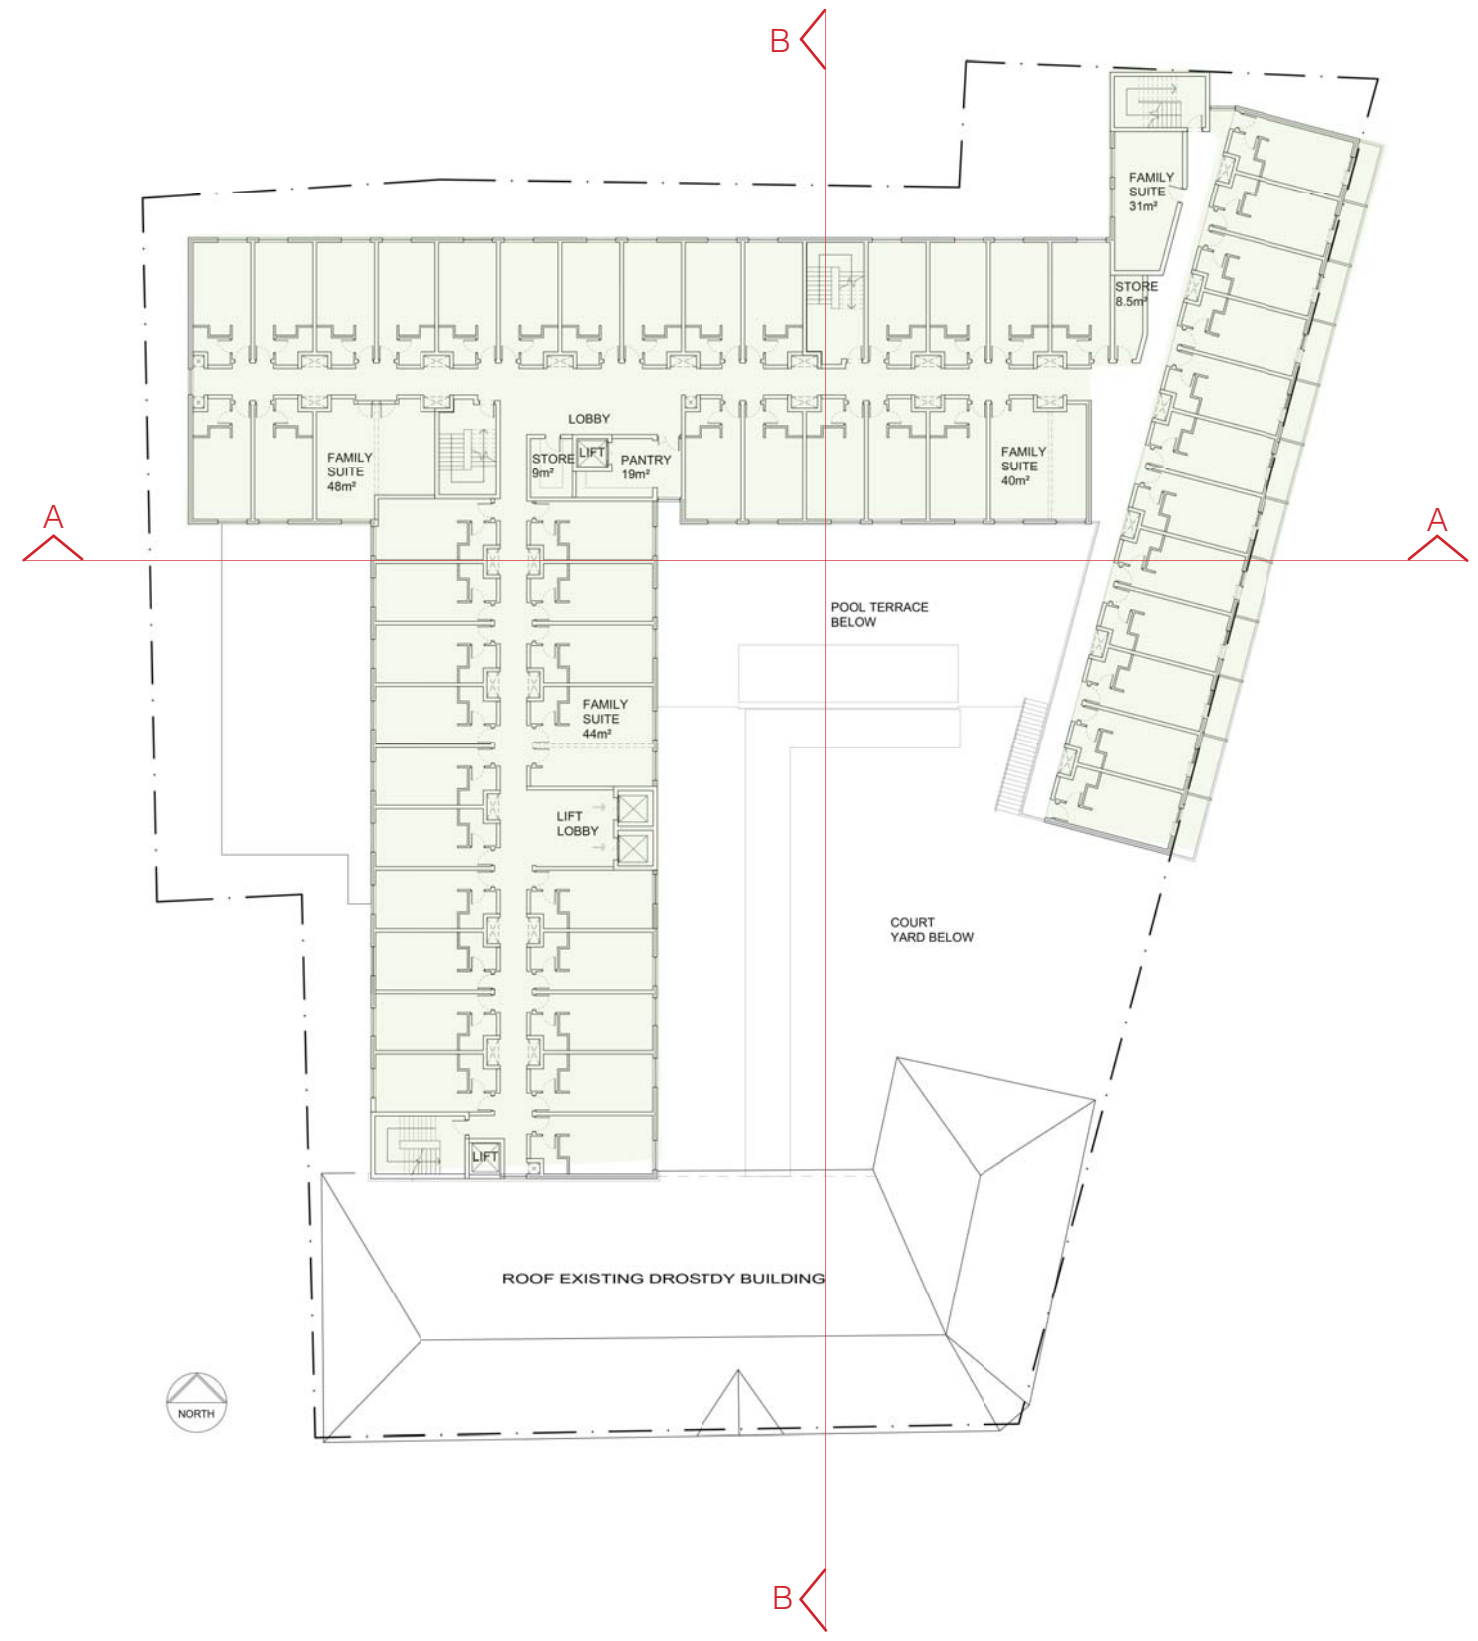 B
FAMILY
SUITE
31m²
STORE
8.5m²
LOBBY
STORE
9m²
LIFT
PANTRY
19m²
FAMILY
SUITE
48m²
FAMILY
SUITE
40m²
A
A
POOL TERRACE
BELOW
FAMILY
SUITE
44m²
LIFT
LOBBY
COURT
YARD BELOW
LIFT
ROOF EXISTING DROSTDY BUILDING
NORTH
B